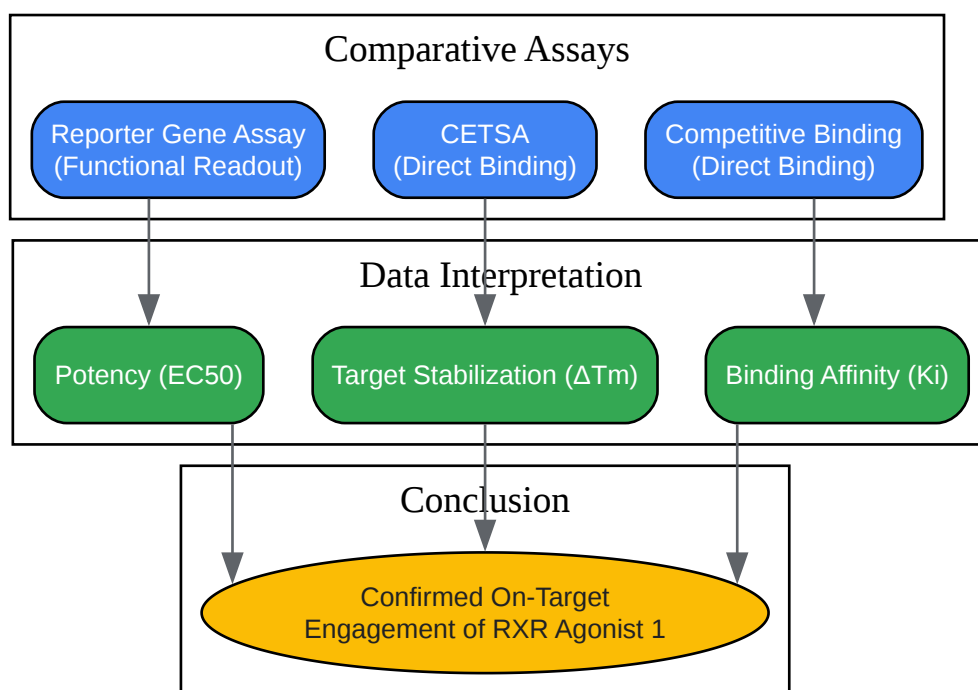 Comparative Assays
Reporter Gene Assay
(Functional Readout)
CETSA
(Direct Binding)
Competitive Binding
(Direct Binding)
Data Interpretation
Potency (EC50)
Target Stabilization (ΔTm)
Binding Affinity (Ki)
Conclusion
Confirmed On-Target
Engagement of RXR Agonist 1